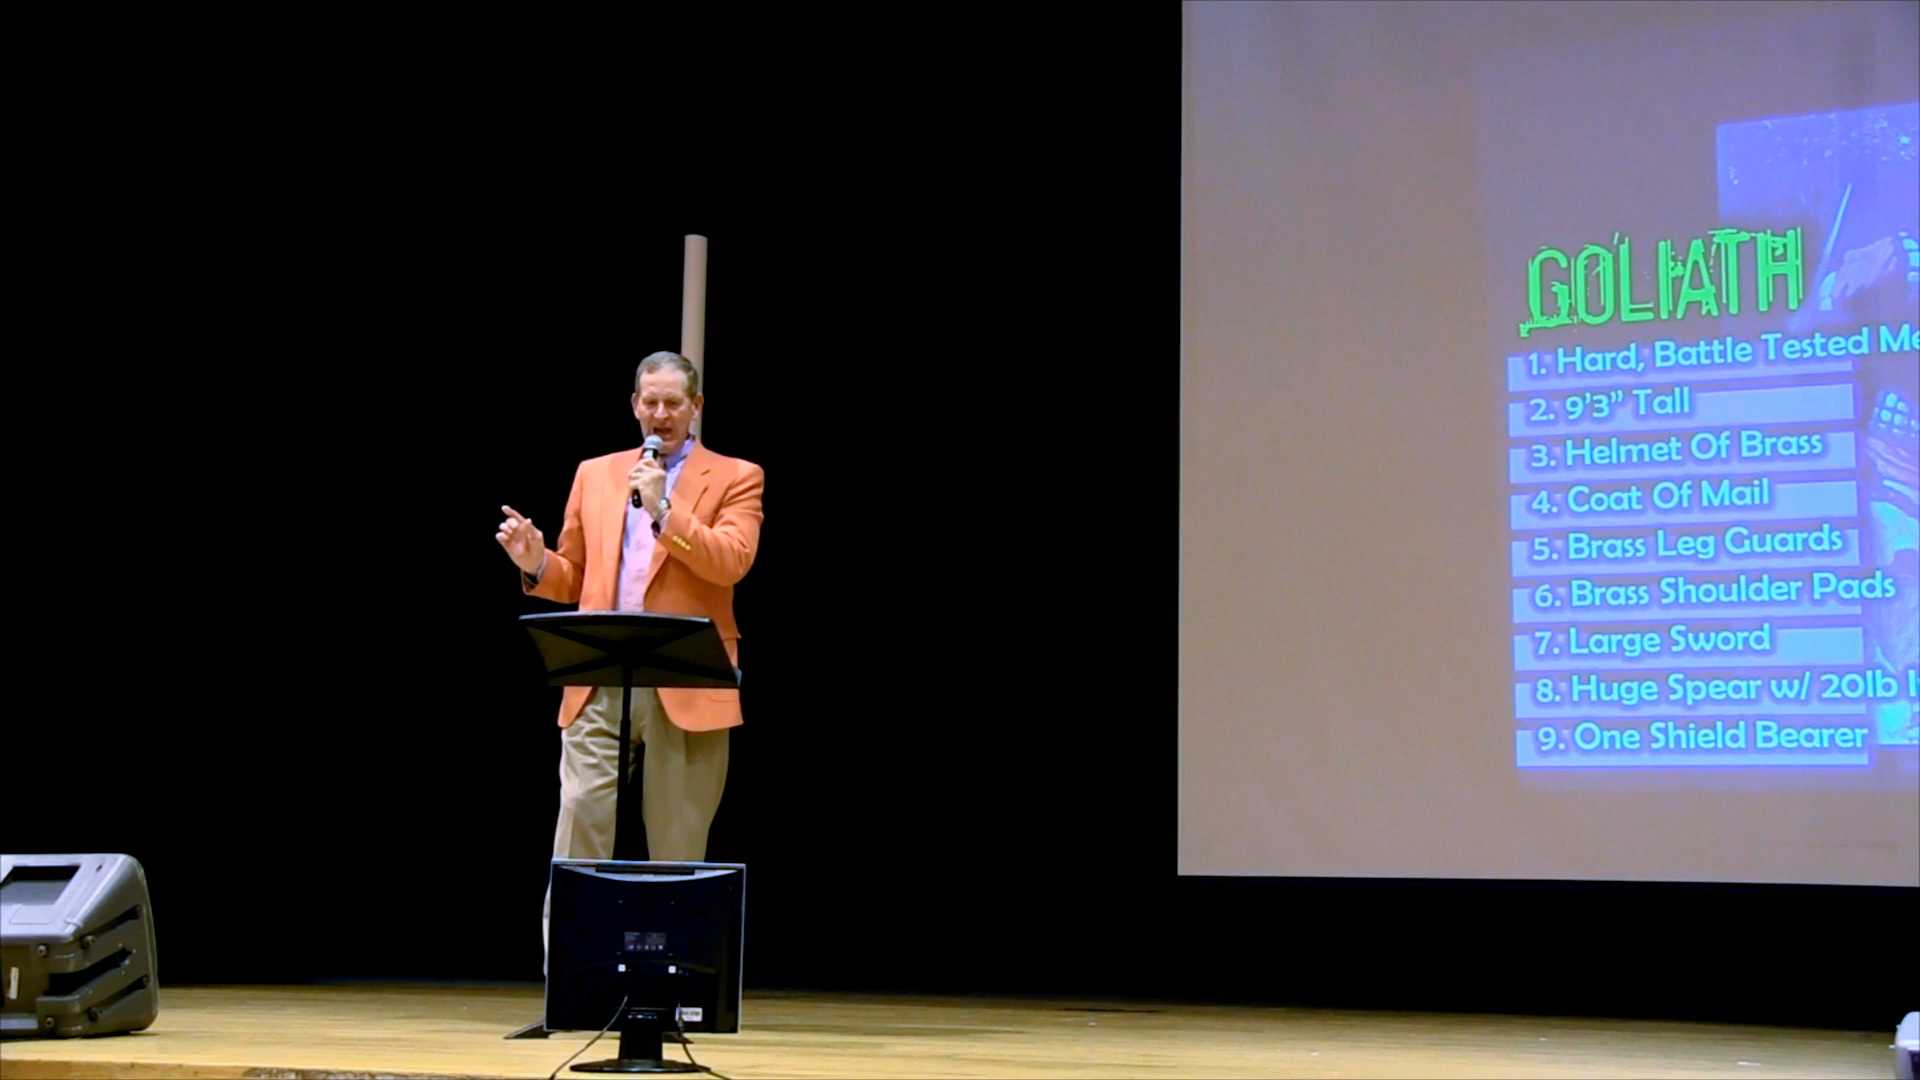 GOLIATH
1. Hard, Battle Tested
2. 9'3” Tall
3. Helmet Of Brass
4. Coat Of Mail
5. Brass Leg Guards
6. Brass Shoulder Pads
7. Large Sword
8. Huge Spear w/ 20lb
9. One Shield Bearer